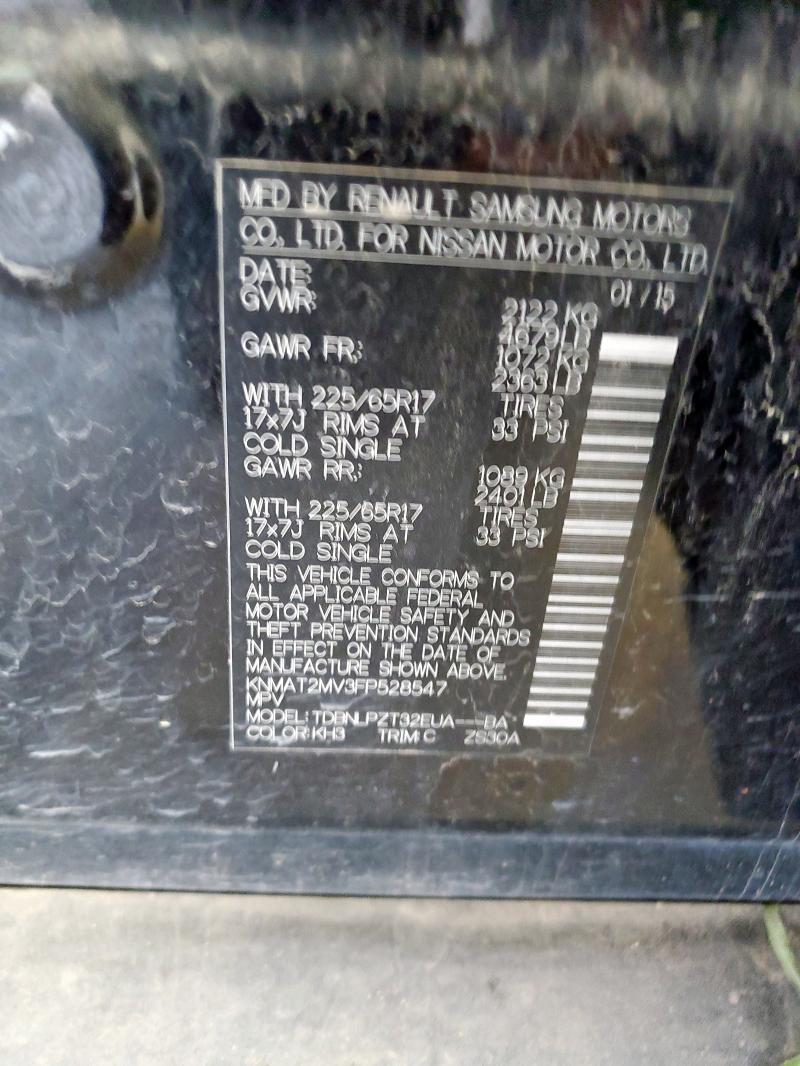 MFD BY RENAULT SAMSUNG MOTORS
CO., LTD. FOR NISSAN MOTOR CO., LTD.
DATE: 01 / 15
GVWR: 2122 KG
4679 LB
GAWR FR: 1072 KG
2363 LB
WITH 225/65R17 TIRES
17x7J RIMS AT 33 PSI
COLD SINGLE
GAWR RR: 1089 KG
2401 LB
WITH 225/65R17 TIRES
17x7J RIMS AT 33 PSI
COLD SINGLE
THIS VEHICLE CONFORMS TO
ALL APPLICABLE FEDERAL
MOTOR VEHICLE SAFETY AND
THEFT PREVENTION STANDARDS
IN EFFECT ON THE DATE OF
MANUFACTURE SHOWN ABOVE.
KNMAT2MV3FP528547
MPV
MODEL: TDBNLPZT32EUA---BA
COLOR: KH3 TRIM: C ZS30A